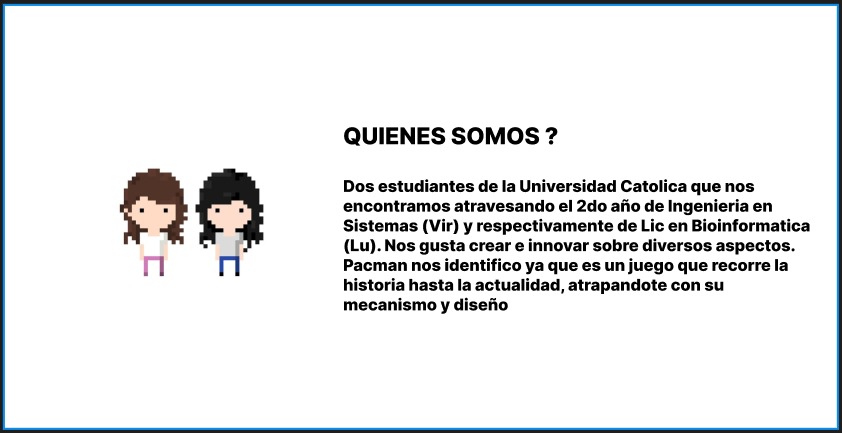 QUIENES SOMOS ?
Dos estudiantes de la Universidad Catolica que nos
encontramos atravesando el 2do año de Ingenieria en
Sistemas (Vir) y respectivamente de Lic en Bioinformatica
(Lu). Nos gusta crear e innovar sobre diversos aspectos.
Pacman nos identifico ya que es un juego que recorre la
historia hasta la actualidad, atrapandote con su
mecanismo y diseño